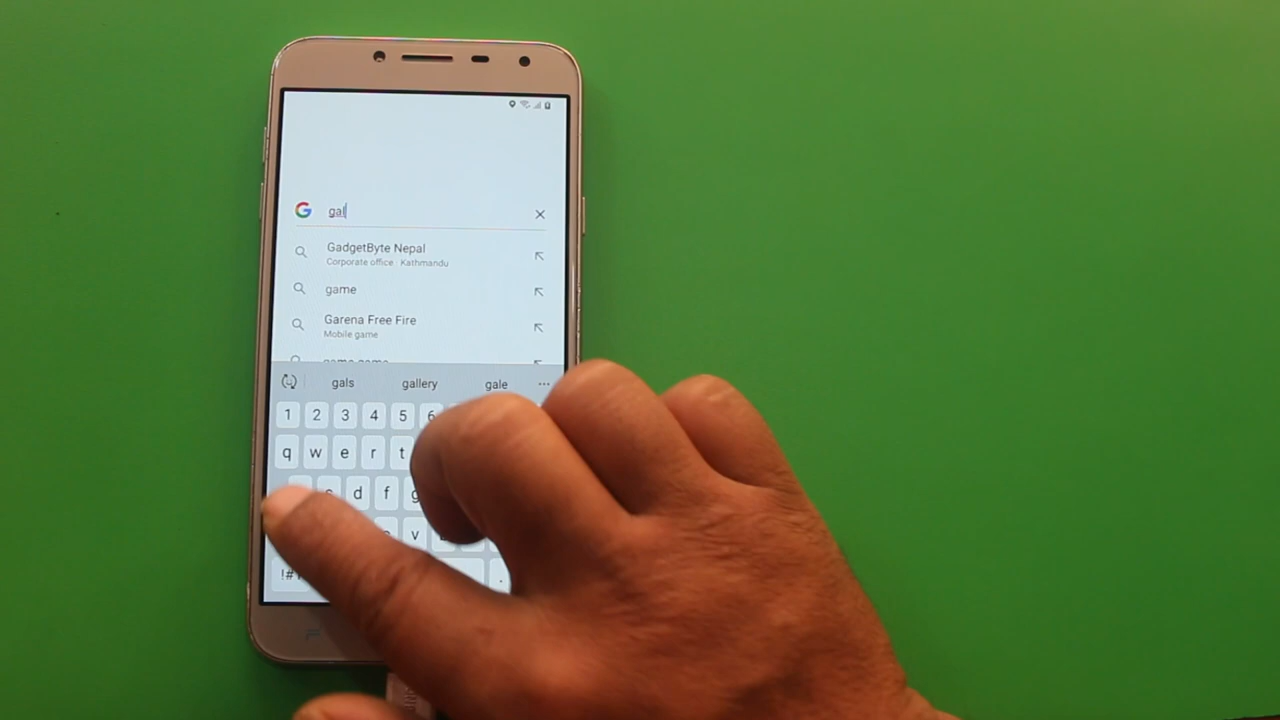 gal
GadgetByte Nepal
Corporate office · Kathmandu
game
Garena Free Fire
Mobile game
game game
gals gallery gale ...
1 2 3 4 5 6
q w e r t
s d f g
c v
!#1 .